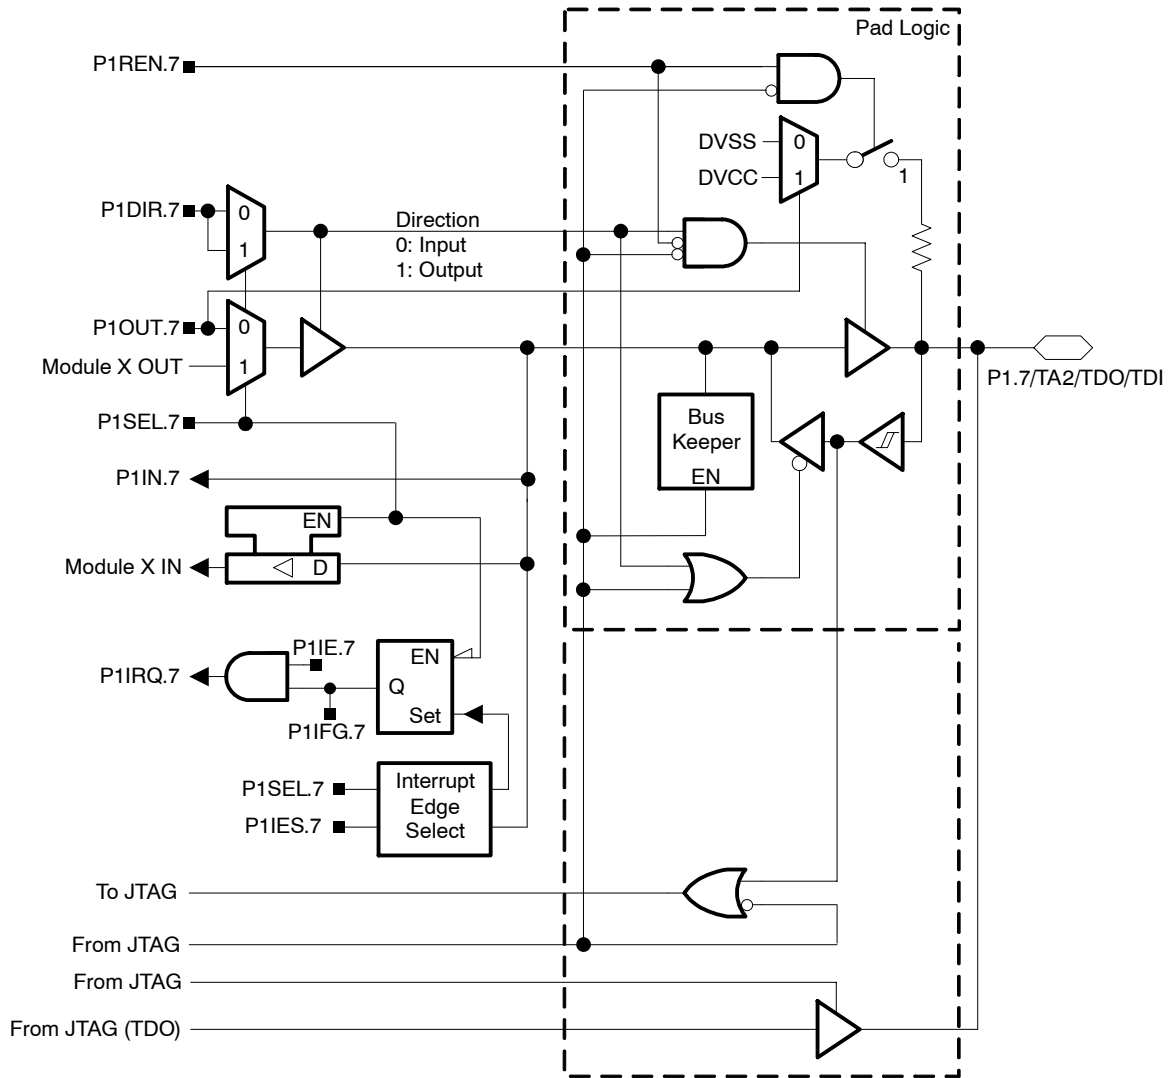 Pad Logic
P1REN.7
DVSS
0
DVCC
1
1
P1DIR.7
0
1
Direction
0: Input
1: Output
P1OUT.7
0
Module X OUT
1
P1.7/TA2/TDO/TDI
P1SEL.7
Bus
Keeper
EN
P1IN.7
EN
Module X IN
D
P1IE.7
P1IRQ.7
EN
Q
Set
P1IFG.7
P1SEL.7
P1IES.7
Interrupt
Edge
Select
To JTAG
From JTAG
From JTAG
From JTAG (TDO)